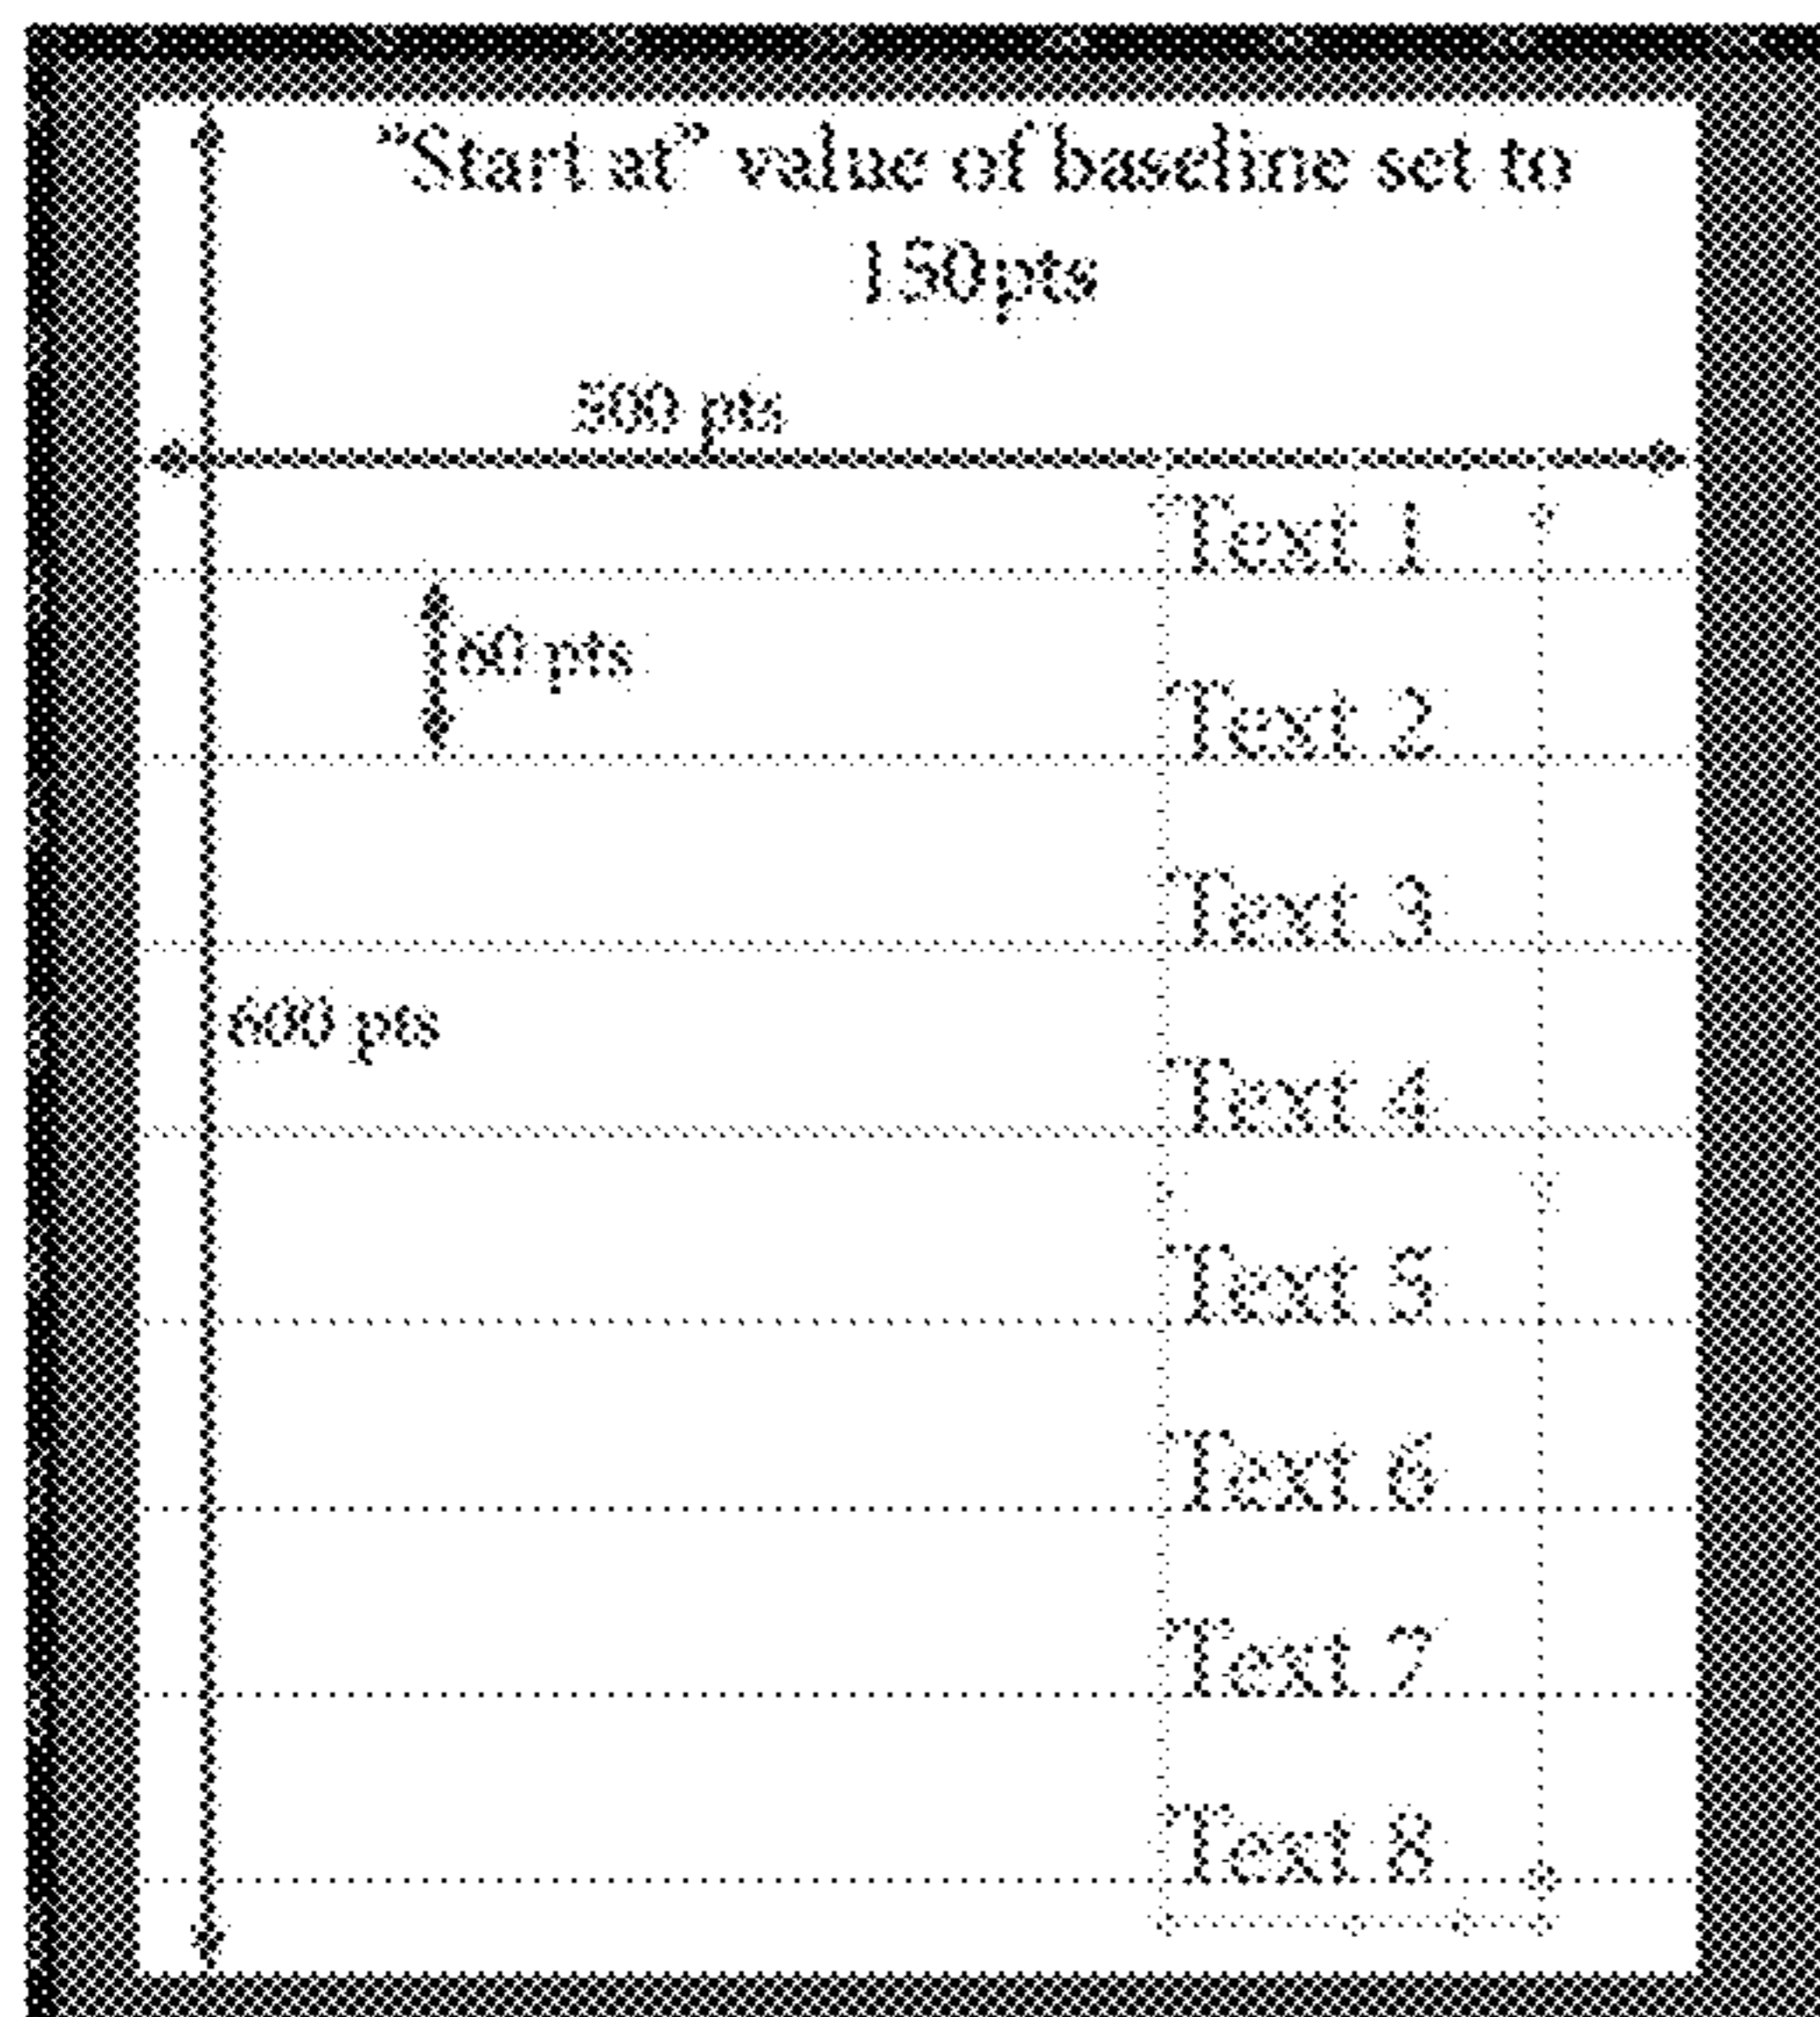 "Start at" value of baseline set to
150pts
500 pts
Text 1
60 pts
Text 2
Text 3
600 pts
Text 4
Text 5
Text 6
Text 7
Text 8